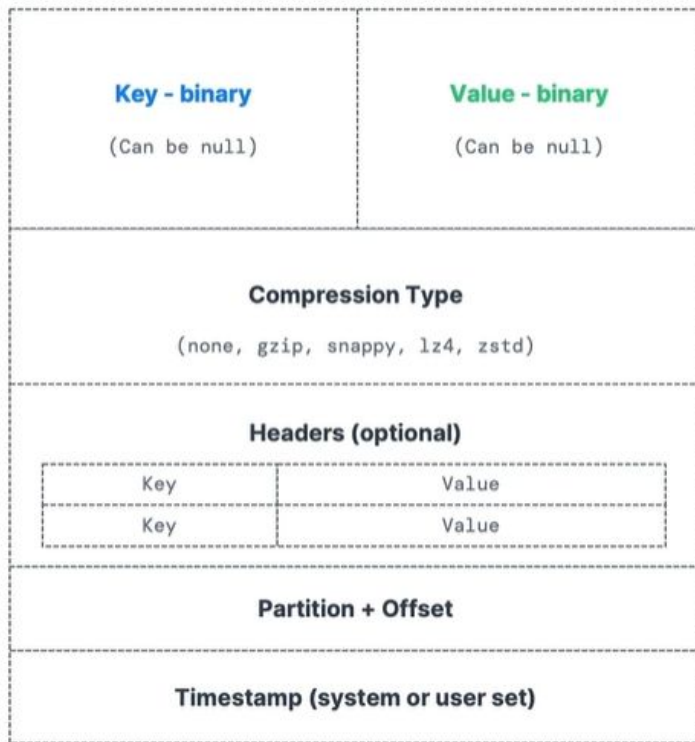 Key - binary
Value - binary
(Can be null)
(Can be null)
Compression Type
(none, gzip, snappy, lz4, zstd)
Headers (optional)
Key
Value
Key
Value
Partition + Offset
Timestamp (system or user set)